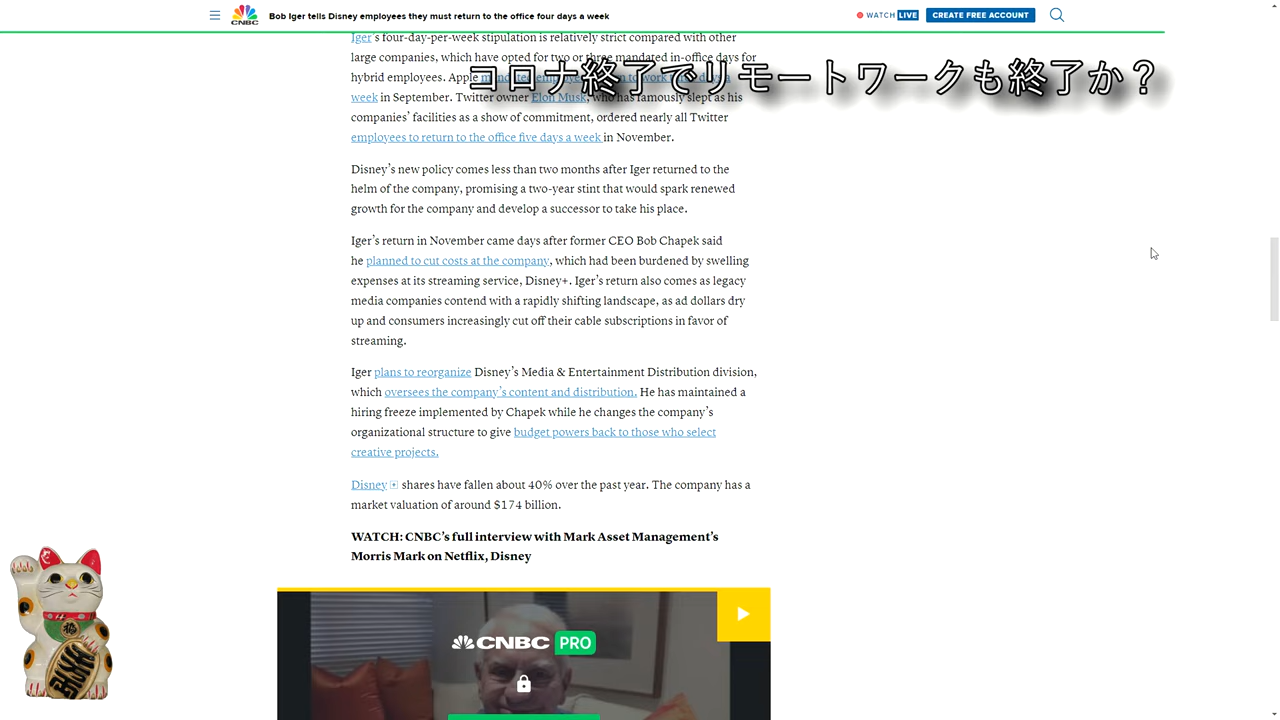 CNBC
Bob Iger tells Disney employees they must return to the office four days a week
WATCH LIVE
CREATE FREE ACCOUNT
Iger's four-day-per-week stipulation is relatively strict compared with other
large companies, which have opted for two or three mandated in-office days for
hybrid employees. Apple
コロナ終了でリモートワークも終了か？
week in September. Twitter owner Elon Musk, who has famously slept as his
companies' facilities as a show of commitment, ordered nearly all Twitter
employees to return to the office five days a week in November.
Disney's new policy comes less than two months after Iger returned to the
helm of the company, promising a two-year stint that would spark renewed
growth for the company and develop a successor to take his place.
Iger's return in November came days after former CEO Bob Chapek said
he planned to cut costs at the company, which had been burdened by swelling
expenses at its streaming service, Disney+. Iger's return also comes as legacy
media companies contend with a rapidly shifting landscape, as ad dollars dry
up and consumers increasingly cut off their cable subscriptions in favor of
streaming.
Iger plans to reorganize Disney's Media & Entertainment Distribution division,
which oversees the company's content and distribution. He has maintained a
hiring freeze implemented by Chapek while he changes the company's
organizational structure to give budget powers back to those who select
creative projects.
Disney shares have fallen about 40% over the past year. The company has a
market valuation of around $174 billion.
WATCH: CNBC's full interview with Mark Asset Management's
Morris Mark on Netflix, Disney
CNBC PRO